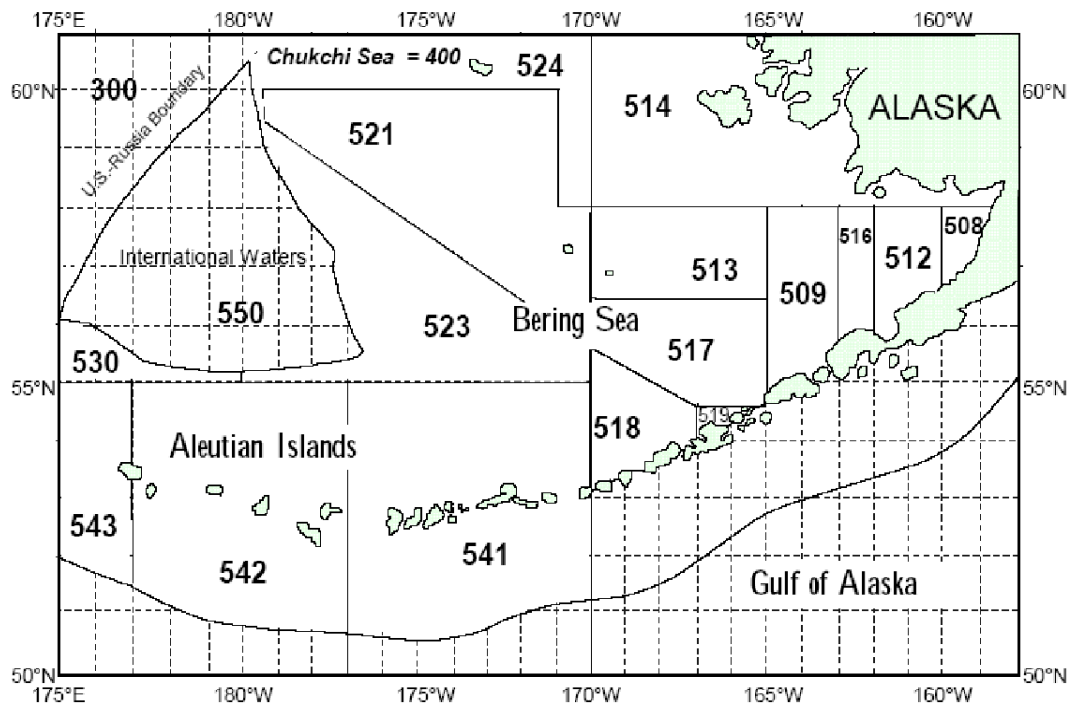 175°E 180°W 175°W 170°W 165°W 160°W
Chukchi Sea = 400
524
60°N
300
U.S.-Russia Boundary
521
514
ALASKA
60°N
International Waters
550
530
523
Bering Sea
513
517
509
516
512
508
55°N
55°N
518
519
Aleutian Islands
543
542
541
Gulf of Alaska
50°N
50°N
175°E 180°W 175°W 170°W 165°W 160°W